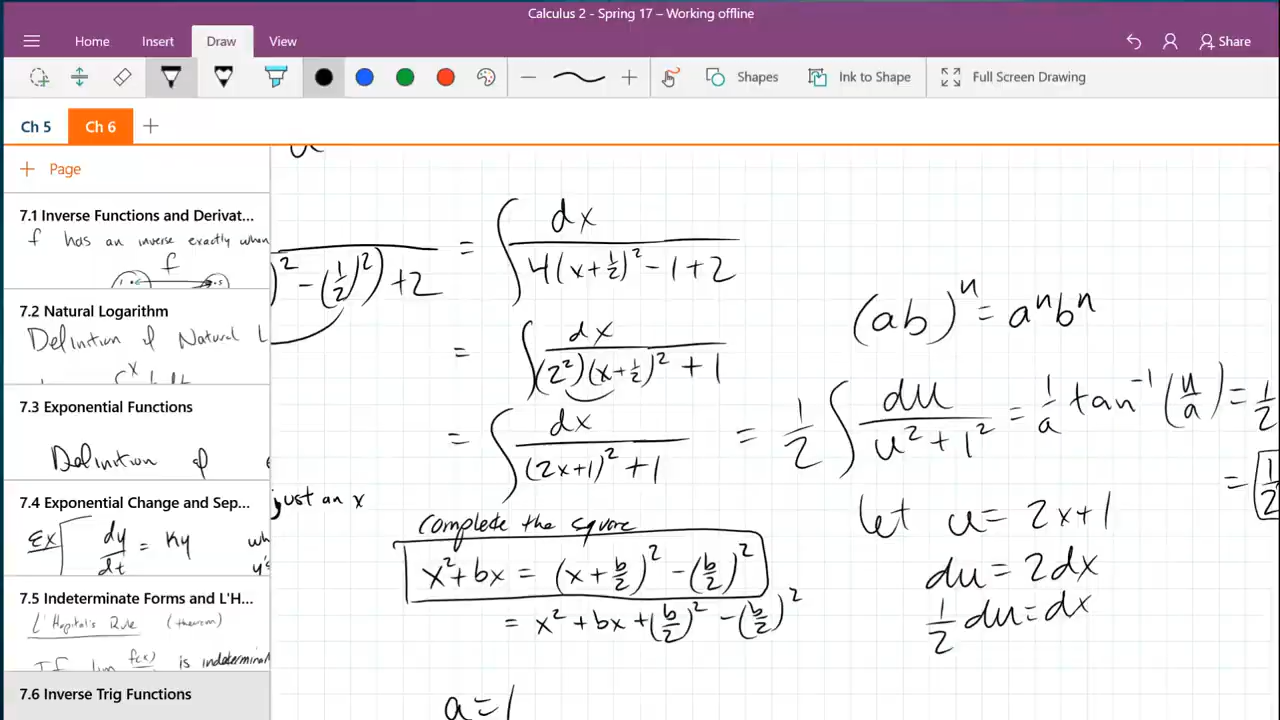 Calculus 2 - Spring 17 – Working offline
Home Insert Draw View Share
Shapes Ink to Shape Full Screen Drawing
Ch 5 Ch 6
Page
7.1 Inverse Functions and Derivat...
f has an inverse exactly when
f
7.2 Natural Logarithm
Definition of Natural L
7.3 Exponential Functions
Definition of
7.4 Exponential Change and Sep...
Ex dy/dt = Ky
7.5 Indeterminate Forms and L'H...
L'Hopital's Rule (theorem)
If lim f(x) is indeterminat
7.6 Inverse Trig Functions
)² - (1/2)²) + 2 = ∫ dx / (4(x+1/2)² - 1 + 2)
= ∫ dx / ((2²)(x+1/2)² + 1)
= ∫ dx / ((2x+1)² + 1) = 1/2 ∫ du / (u² + 1²) = 1/a tan⁻¹(u/a) = 1/2
(ab)ⁿ = aⁿbⁿ
= 1/2
just an x
let u = 2x+1
du = 2dx
1/2 du = dx
Complete the square
x² + bx = (x + b/2)² - (b/2)²
= x² + bx + (b/2)² - (b/2)²
a = 1